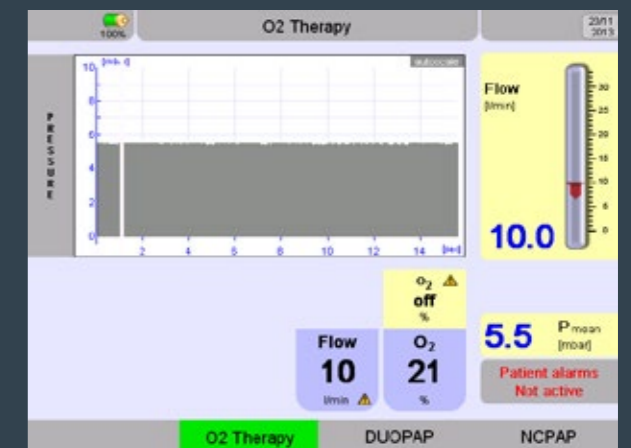 100%
O2 Therapy
23/11
2013
PRESSURE
autoscale
10
8
6
4
2
0
2 4 6 8 10 12 14
Flow
[l/min]
30
25
20
15
10
5
0
10.0
O2
off
%
Flow
10
l/min
O2
21
%
5.5 Pmean
[mbar]
Patient alarms
Not active
O2 Therapy DUOPAP NCPAP